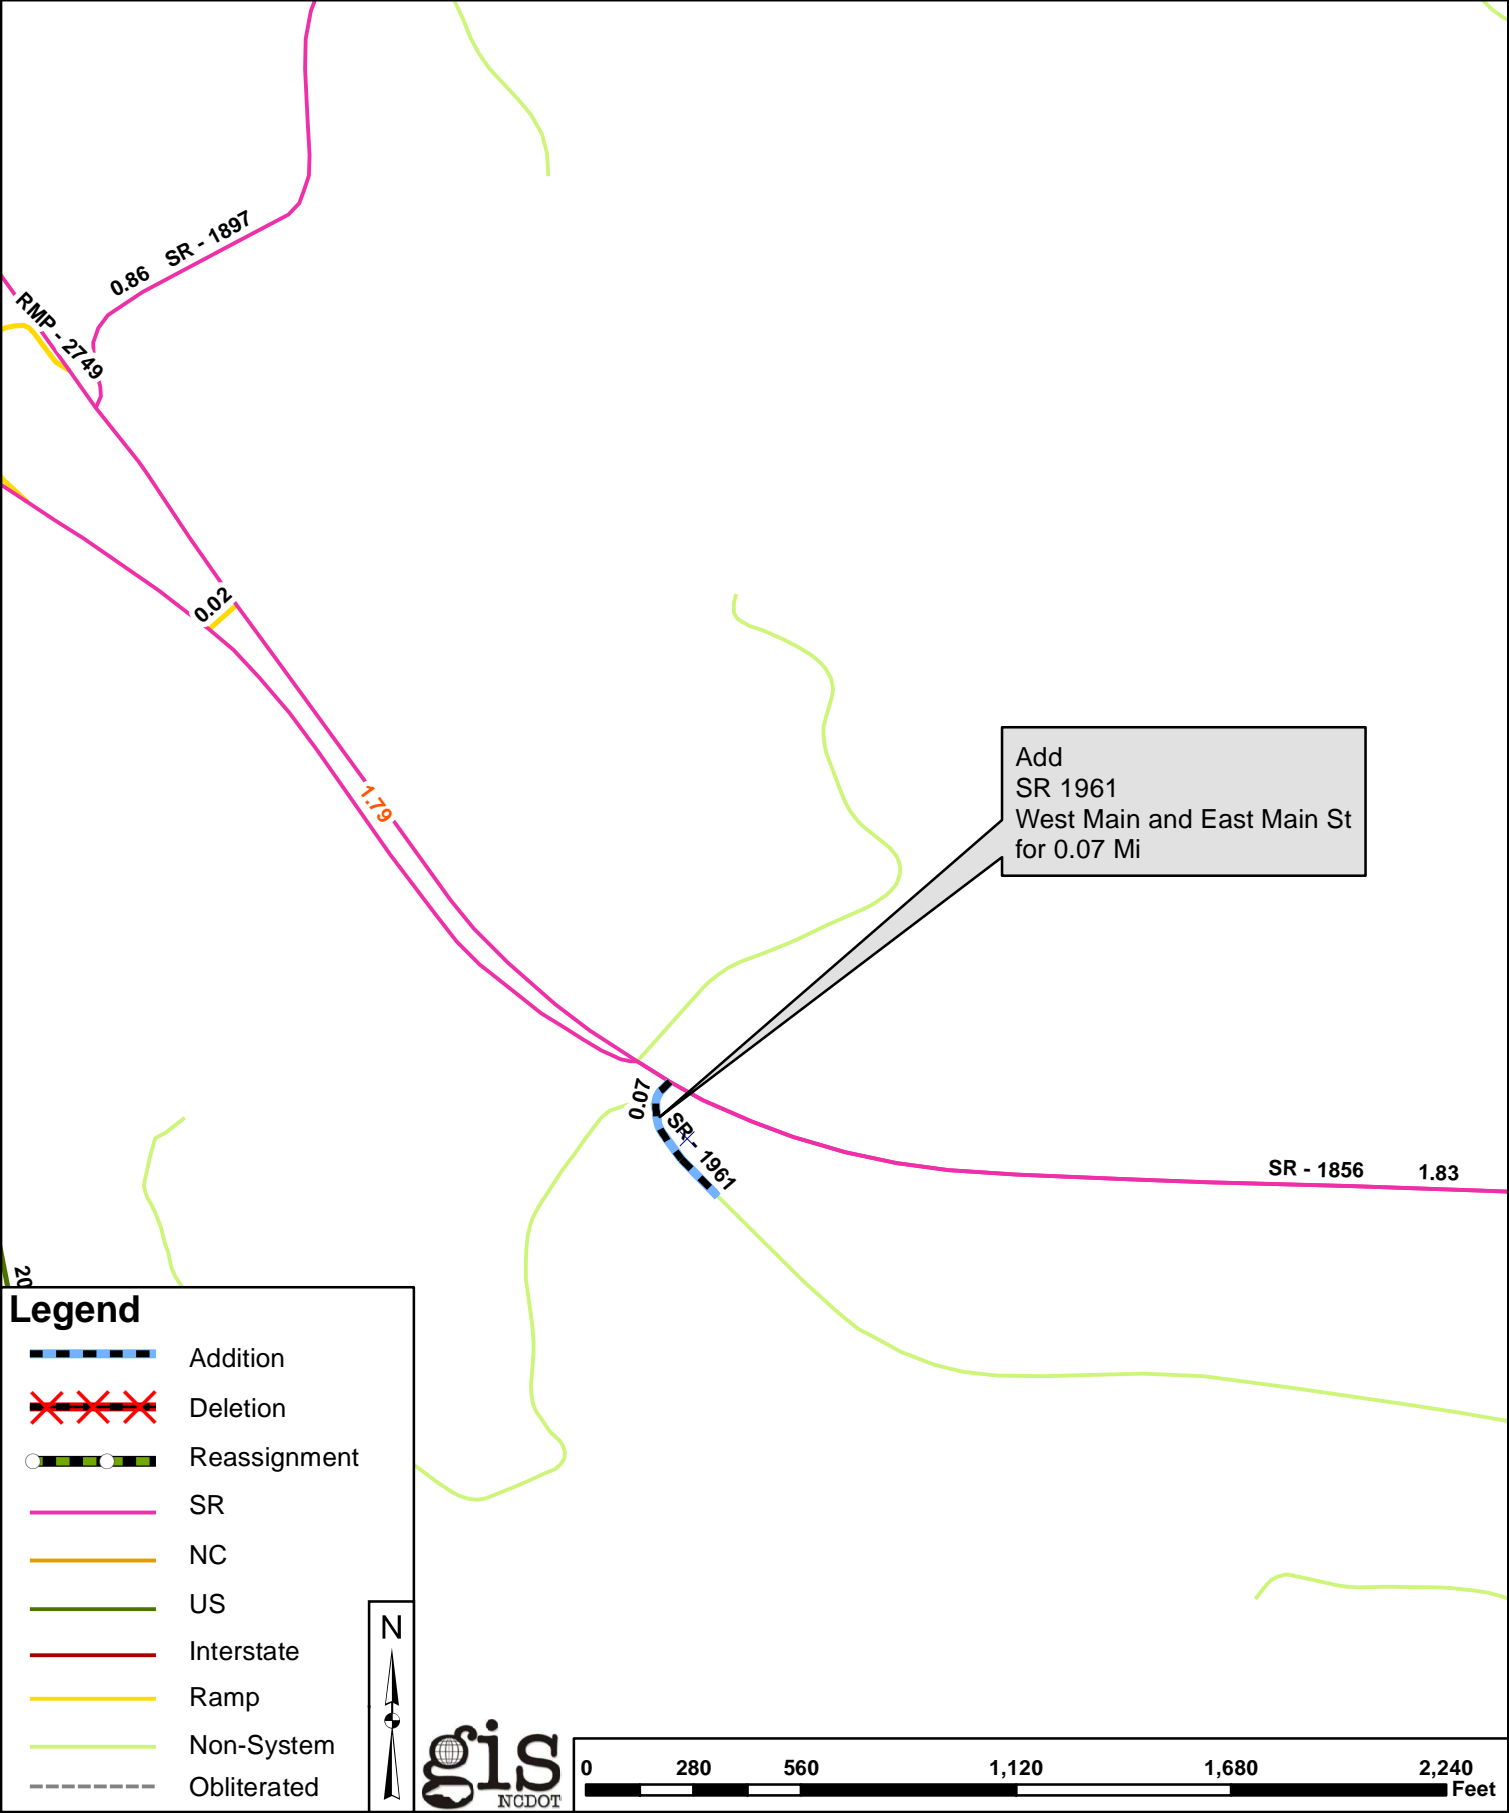 0.86 SR - 1897
RMP - 2749
0.02
1.79
Add
SR 1961
West Main and East Main St
for 0.07 Mi
0.07
SR - 1961
SR - 1856 1.83
20
Legend
Addition
Deletion
Reassignment
SR
NC
US
Interstate
Ramp
Non-System
Obliterated
N
gis
NCDOT
0 280 560 1,120 1,680 2,240
Feet